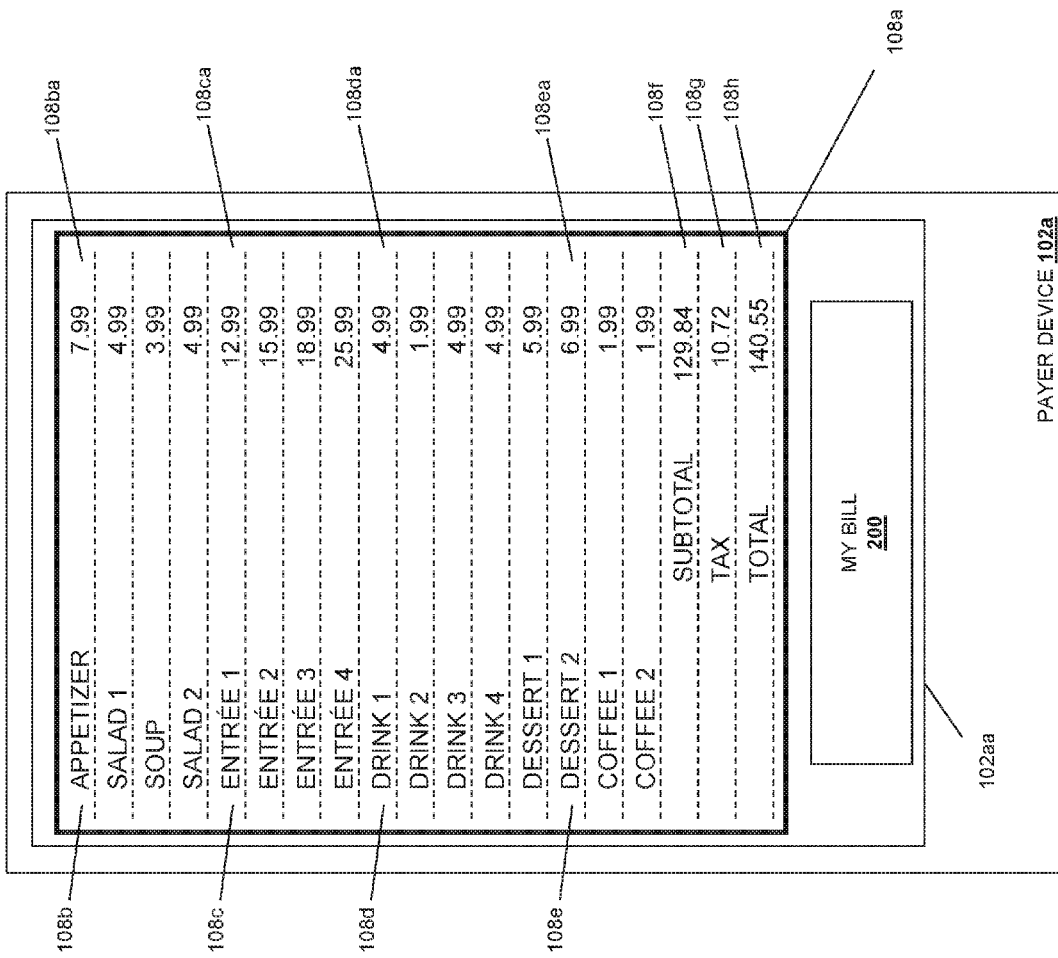 108b APPETIZER 7.99 108ba
SALAD 1 4.99
SOUP 3.99
SALAD 2 4.99
108c ENTRÉE 1 12.99 108ca
ENTRÉE 2 15.99
ENTRÉE 3 18.99
ENTRÉE 4 25.99
108d DRINK 1 4.99 108da
DRINK 2 1.99
DRINK 3 4.99
DRINK 4 4.99
DESSERT 1 5.99
108e DESSERT 2 6.99 108ea
COFFEE 1 1.99
COFFEE 2 1.99
SUBTOTAL 129.84 108f
TAX 10.72 108g
TOTAL 140.55 108h
108a
MY BILL
200
102aa
PAYER DEVICE 102a